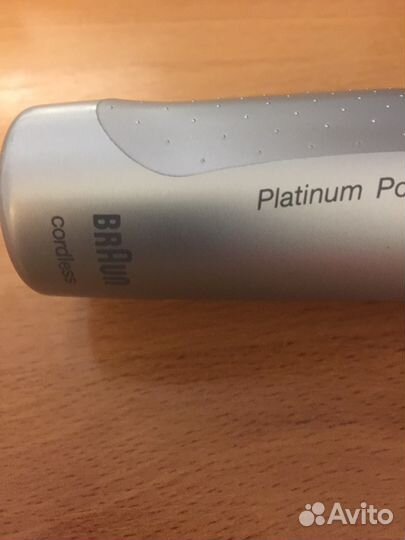 Platinum Po
BRAUN
cordless
Avito